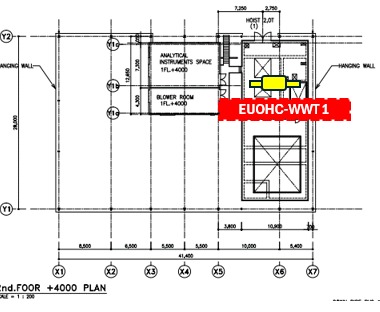 7,250 2,750
HOIST 2.0T
(1)
Y2
Y1c
ANALYTICAL
INSTRUMENTS SPACE
1FL.+4000
HANGING WALL
HANGING WALL
7,300
12,650
Y1b
BLOWER ROOM
1FL.+4000
4,300
EUOHC-WWT 1
Y1a
28,000
Y1
3,800 10,900
6,500 6,500 5,500 10,000 5,400
41,400
X1 X2 X3 X4 X5 X6 X7
2nd.FOOR +4000 PLAN
SCALE = 1 : 200